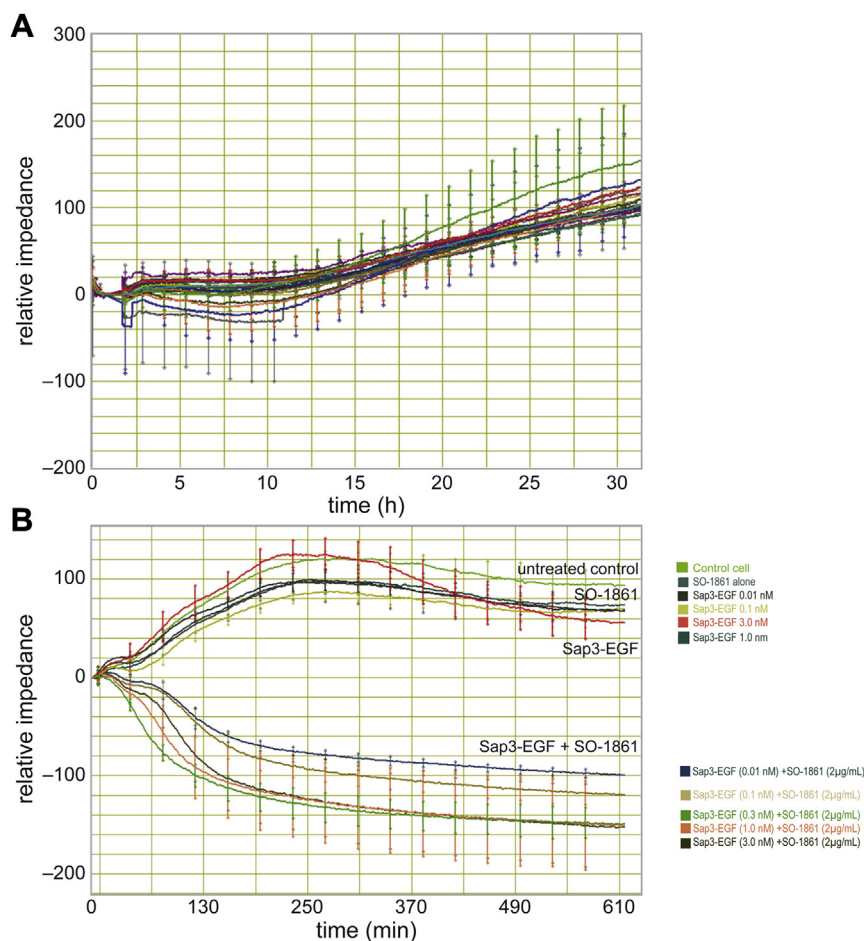 A
300
200
100
0
−100
−200
relative impedance
0 5 10 15 20 25 30
time (h)
B
100
0
−100
−200
relative impedance
untreated control
SO-1861
Sap3-EGF
Sap3-EGF + SO-1861
0 130 250 370 490 610
time (min)
Control cell
SO-1861 alone
Sap3-EGF 0.01 nM
Sap3-EGF 0.1 nM
Sap3-EGF 3.0 nM
Sap3-EGF 1.0 nm
Sap3-EGF (0.01 nM) +SO-1861 (2µg/mL)
Sap3-EGF (0.1 nM) +SO-1861 (2µg/mL)
Sap3-EGF (0.3 nM) +SO-1861 (2µg/mL)
Sap3-EGF (1.0 nM) +SO-1861 (2µg/mL)
Sap3-EGF (3.0 nM) +SO-1861 (2µg/mL)